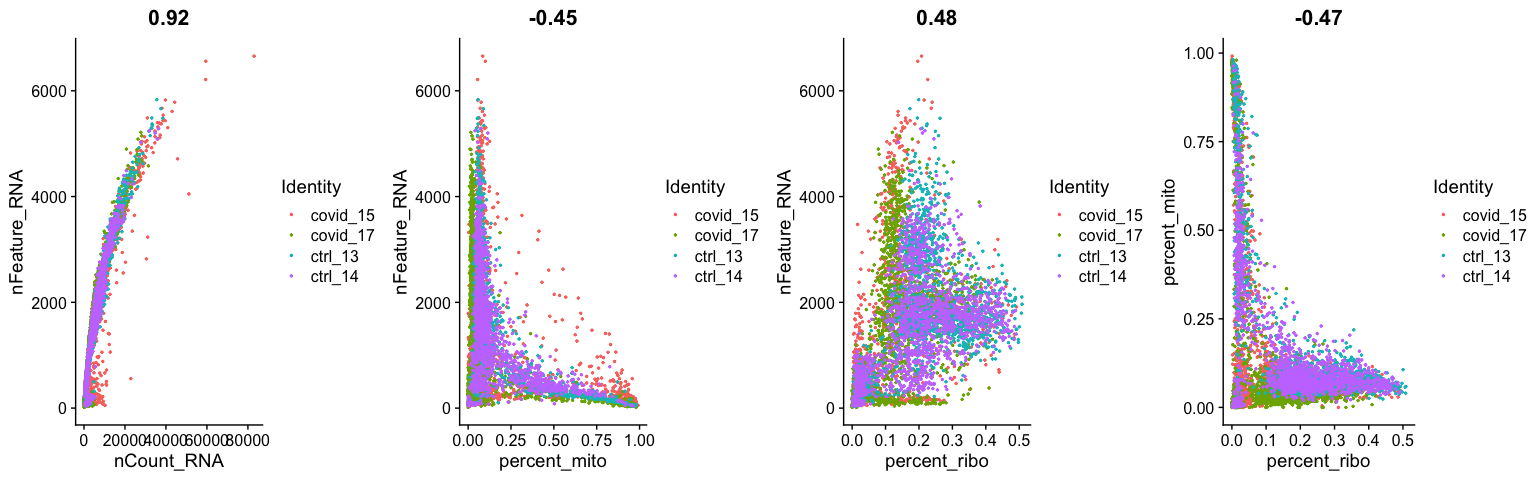 0.92
nFeature_RNA
6000
4000
2000
0
0
20000
40000
60000
80000
nCount_RNA
Identity
covid_15
covid_17
ctrl_13
ctrl_14
-0.45
nFeature_RNA
6000
4000
2000
0
0.00
0.25
0.50
0.75
1.00
percent_mito
Identity
covid_15
covid_17
ctrl_13
ctrl_14
0.48
nFeature_RNA
6000
4000
2000
0
0.0
0.1
0.2
0.3
0.4
0.5
percent_ribo
Identity
covid_15
covid_17
ctrl_13
ctrl_14
-0.47
percent_mito
1.00
0.75
0.50
0.25
0.00
0.0
0.1
0.2
0.3
0.4
0.5
percent_ribo
Identity
covid_15
covid_17
ctrl_13
ctrl_14